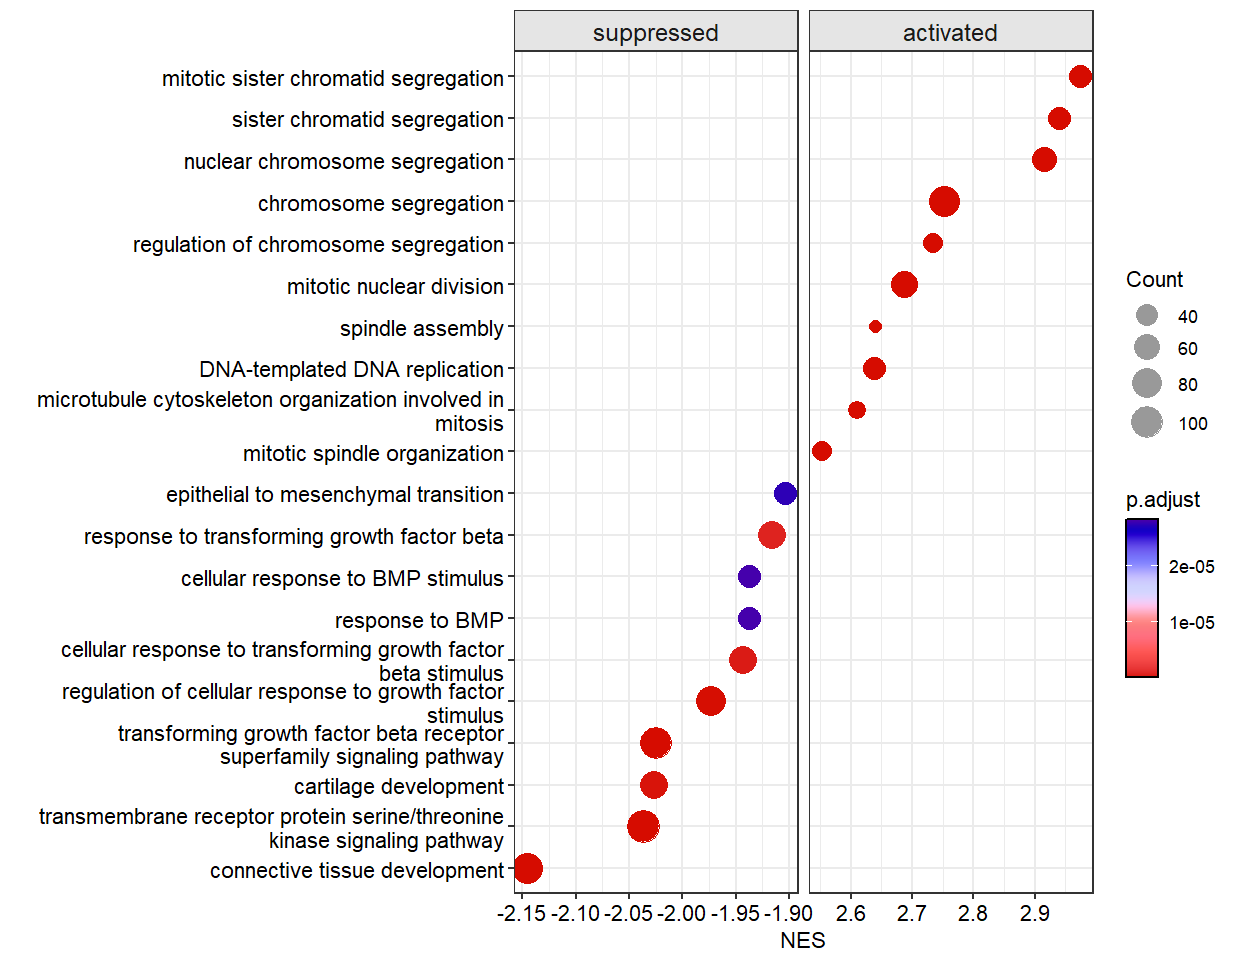 suppressed
activated
mitotic sister chromatid segregation
sister chromatid segregation
nuclear chromosome segregation
chromosome segregation
regulation of chromosome segregation
mitotic nuclear division
spindle assembly
DNA-templated DNA replication
microtubule cytoskeleton organization involved in
mitosis
mitotic spindle organization
epithelial to mesenchymal transition
response to transforming growth factor beta
cellular response to BMP stimulus
response to BMP
cellular response to transforming growth factor
beta stimulus
regulation of cellular response to growth factor
stimulus
transforming growth factor beta receptor
superfamily signaling pathway
cartilage development
transmembrane receptor protein serine/threonine
kinase signaling pathway
connective tissue development
-2.15 -2.10 -2.05 -2.00 -1.95 -1.90
2.6 2.7 2.8 2.9
NES
Count
40
60
80
100
p.adjust
2e-05
1e-05